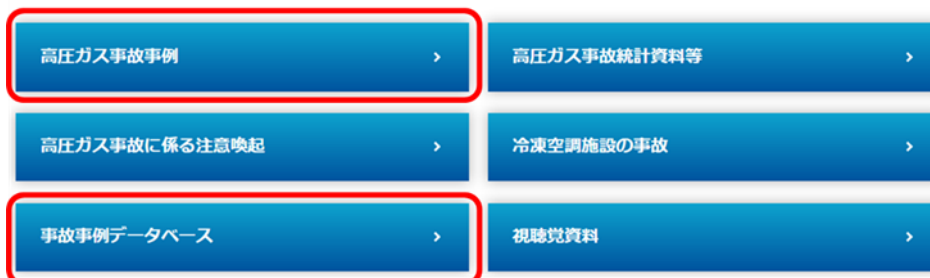 高圧ガス事故事例
高圧ガス事故統計資料等
高圧ガス事故に係る注意喚起
冷凍空調施設の事故
事故事例データベース
視聴覚資料